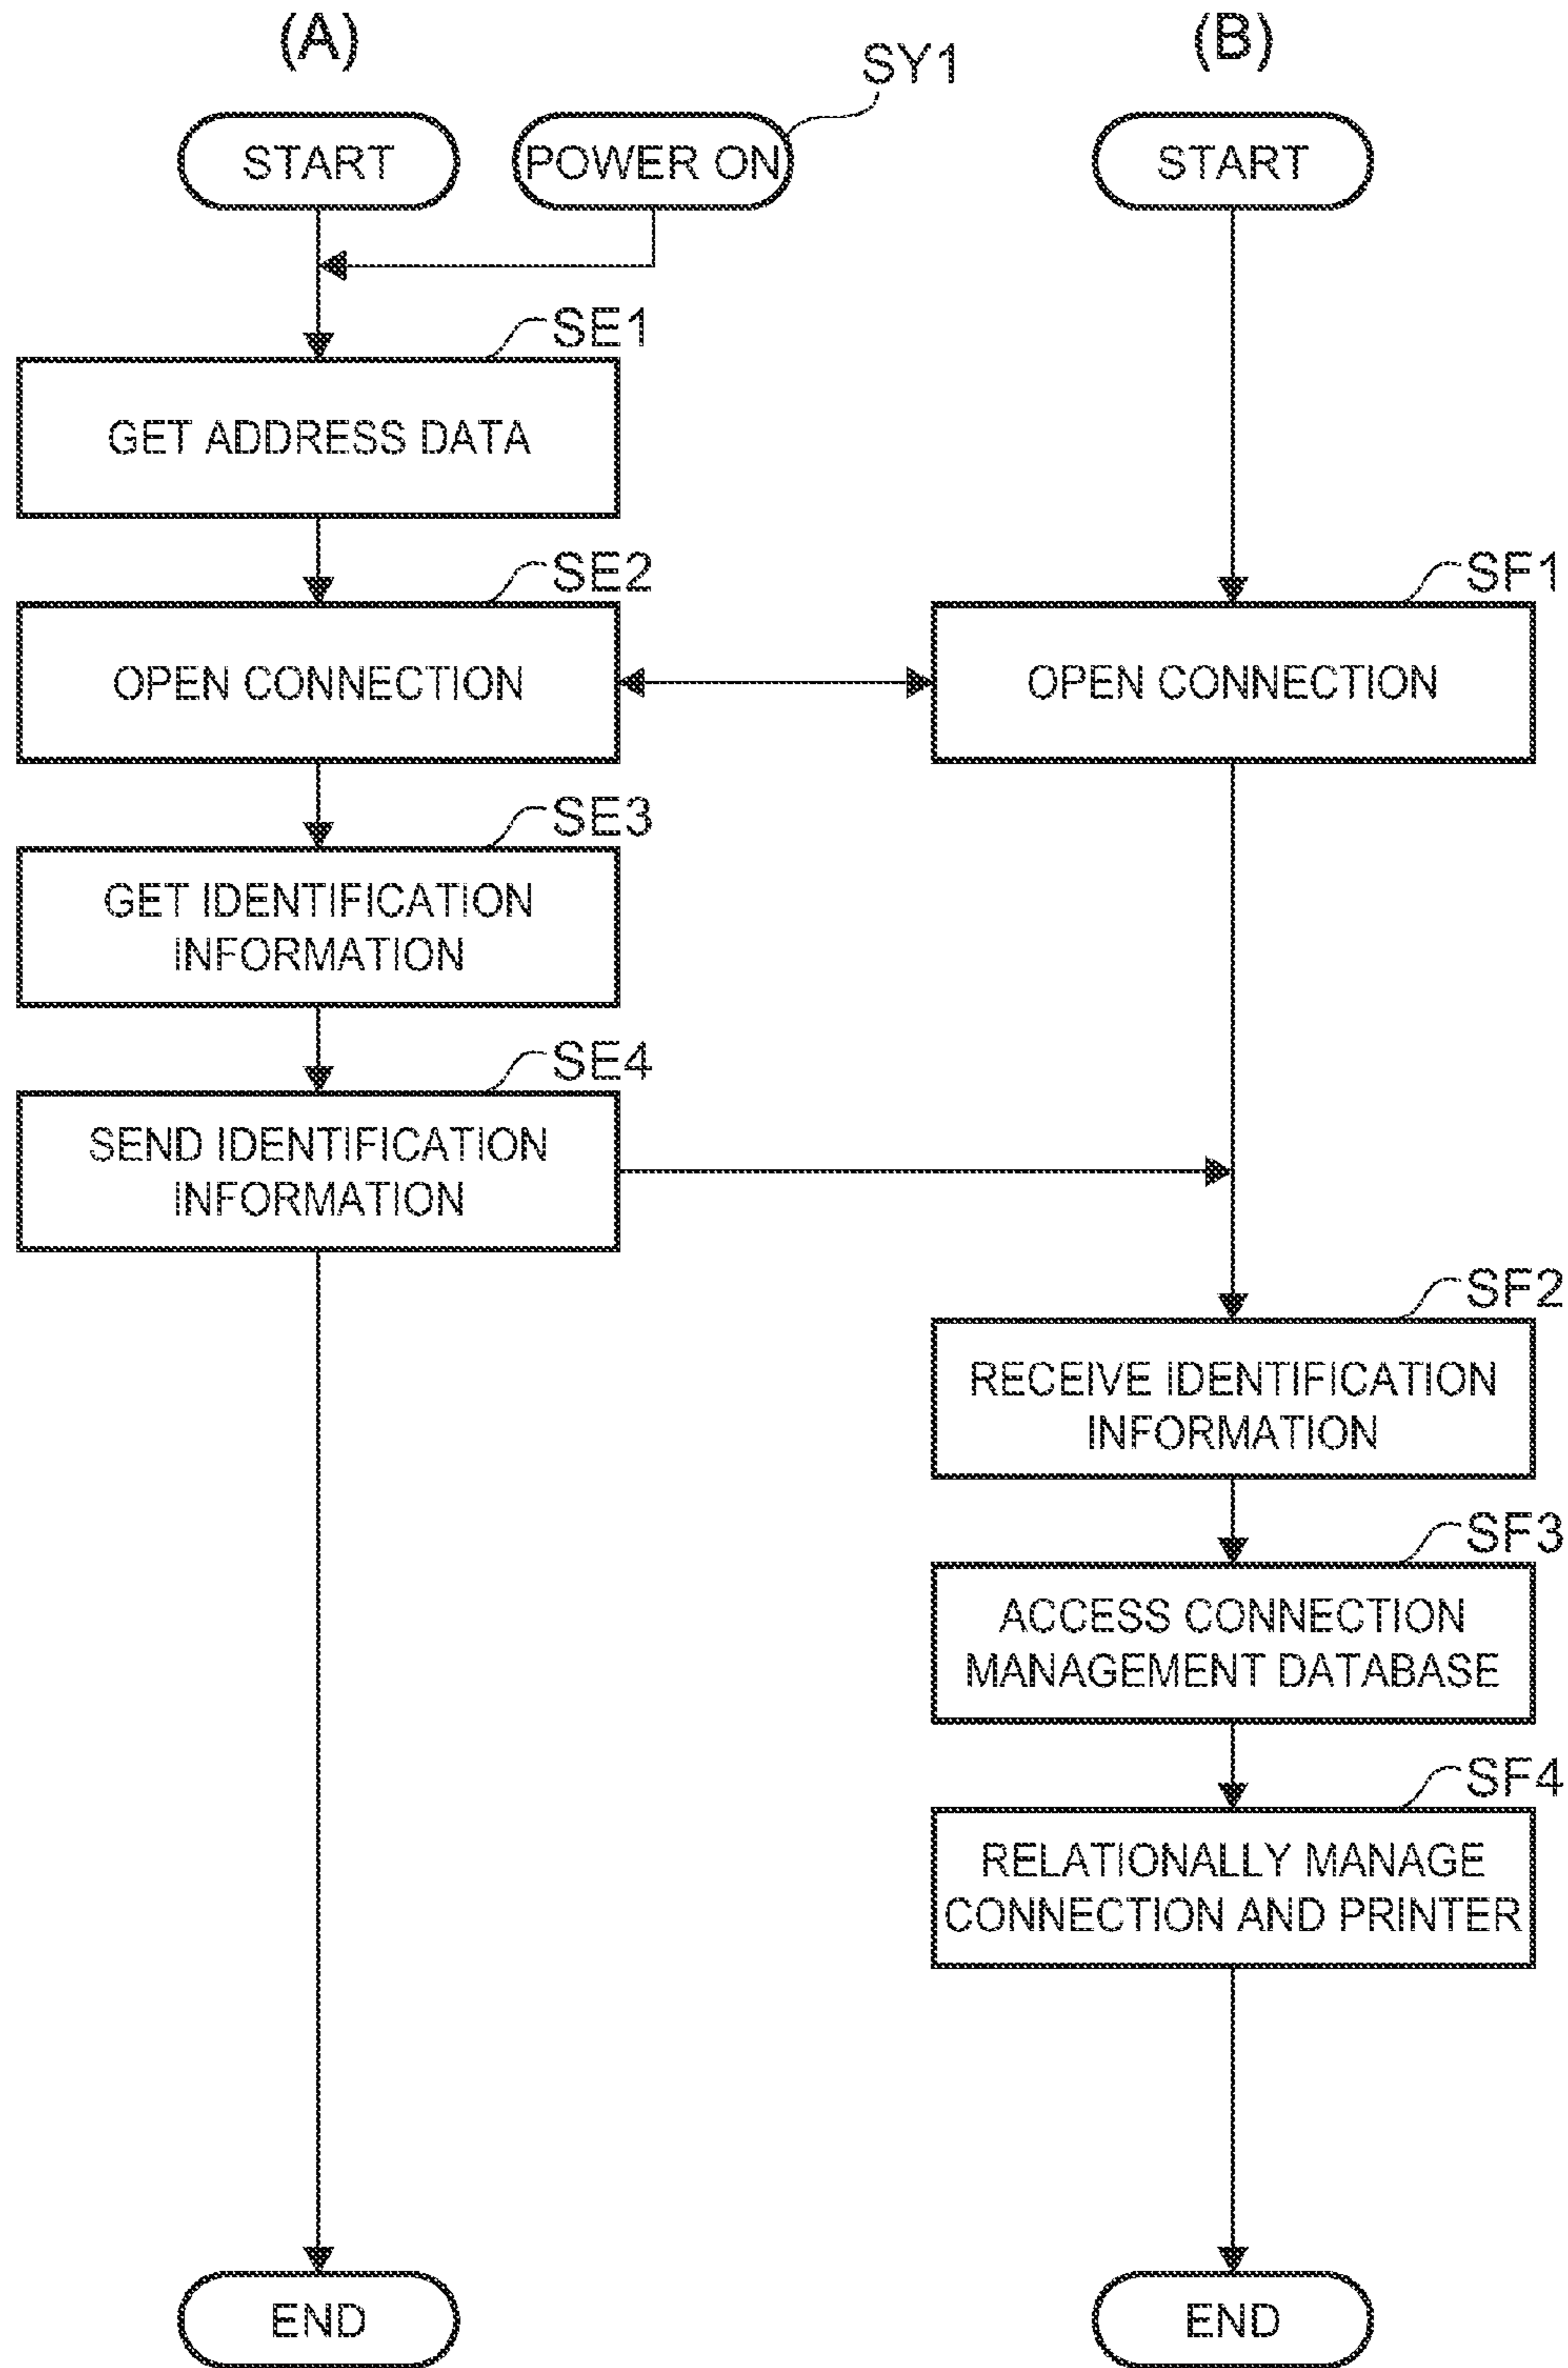 (A)
(B)
SY1
START
POWER ON
START
SE1
GET ADDRESS DATA
SE2
OPEN CONNECTION
SF1
OPEN CONNECTION
SE3
GET IDENTIFICATION
INFORMATION
SE4
SEND IDENTIFICATION
INFORMATION
SF2
RECEIVE IDENTIFICATION
INFORMATION
SF3
ACCESS CONNECTION
MANAGEMENT DATABASE
SF4
RELATIONALLY MANAGE
CONNECTION AND PRINTER
END
END